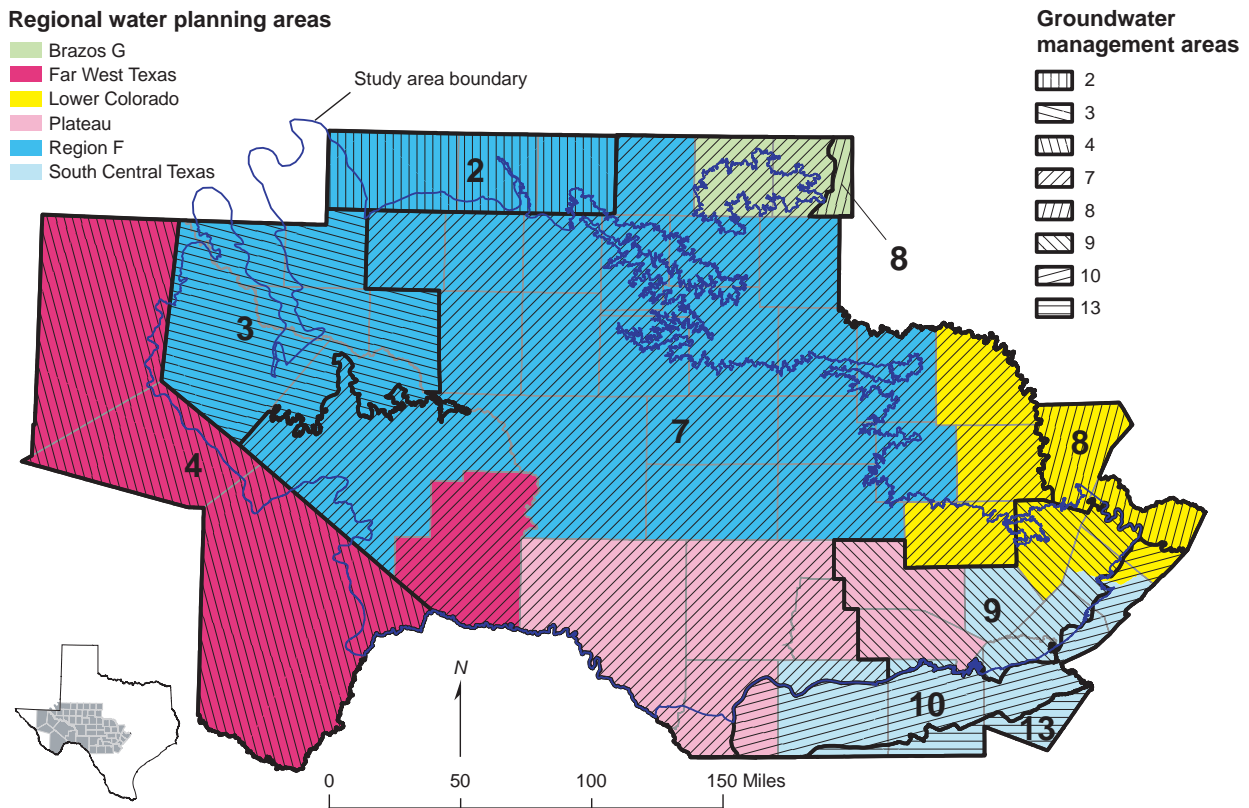 Regional water planning areas
Brazos G
Far West Texas
Lower Colorado
Plateau
Region F
South Central Texas
Study area boundary
Groundwater
management areas
2
3
4
7
8
9
10
13
2
8
3
7
8
4
9
10
13
N
0 50 100 150 Miles